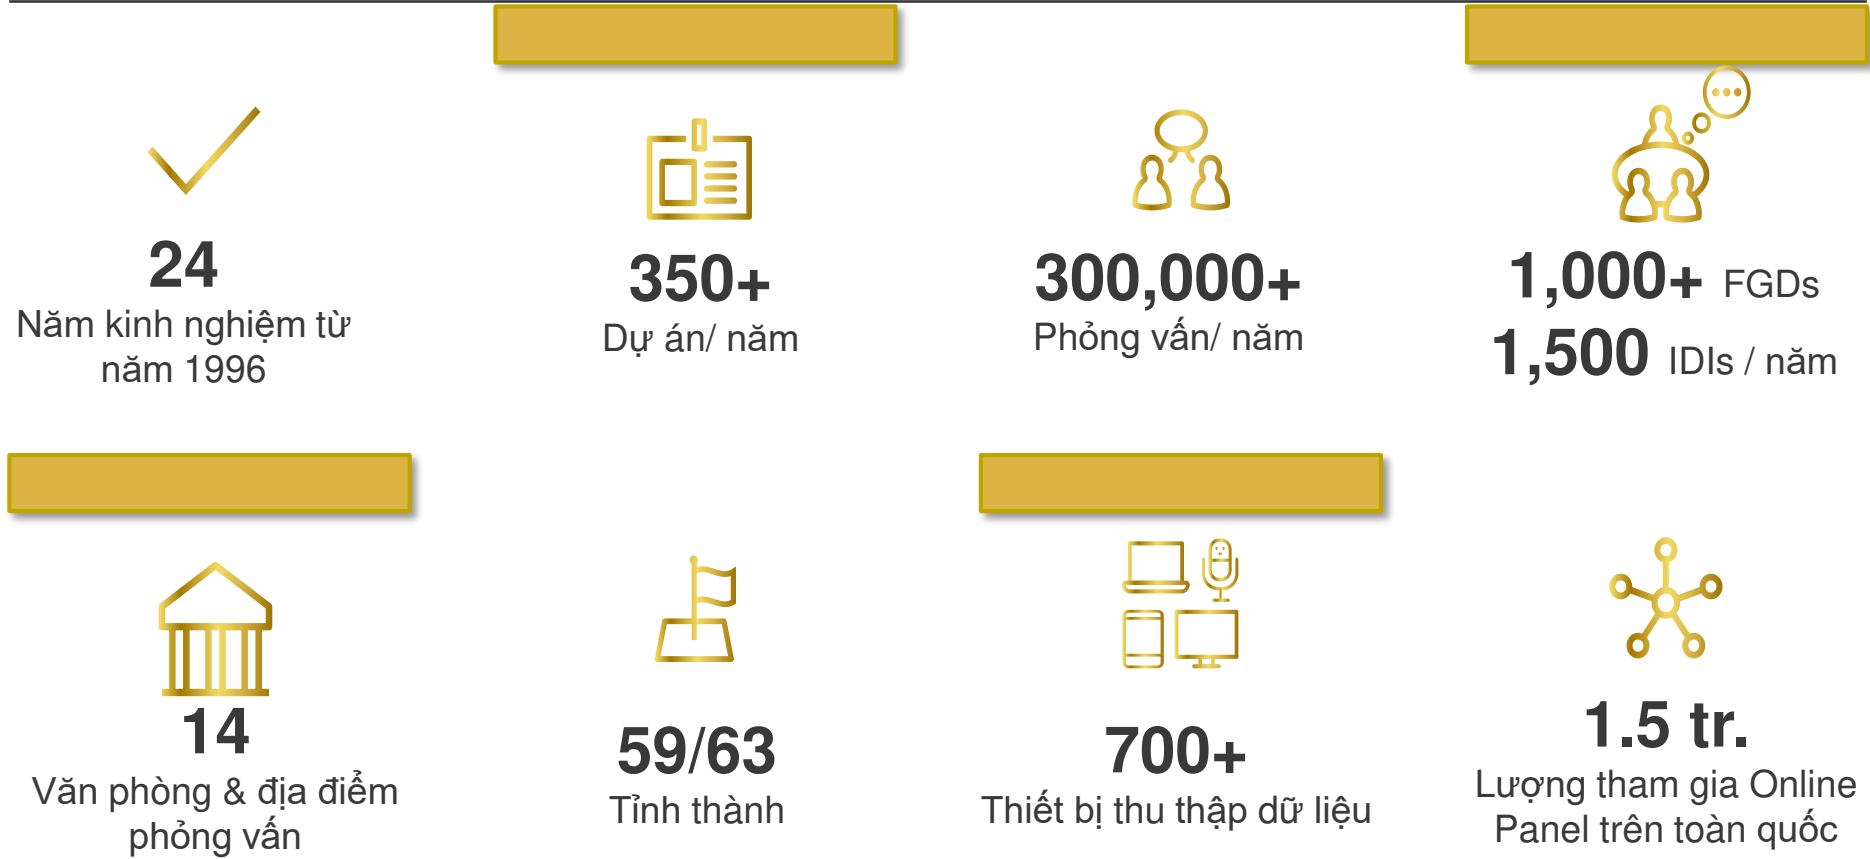 24
Năm kinh nghiệm từ
năm 1996
350+
Dự án/ năm
300,000+
Phỏng vấn/ năm
1,000+ FGDs
1,500 IDIs / năm
14
Văn phòng & địa điểm
phỏng vấn
59/63
Tỉnh thành
700+
Thiết bị thu thập dữ liệu
1.5 tr.
Lượng tham gia Online
Panel trên toàn quốc